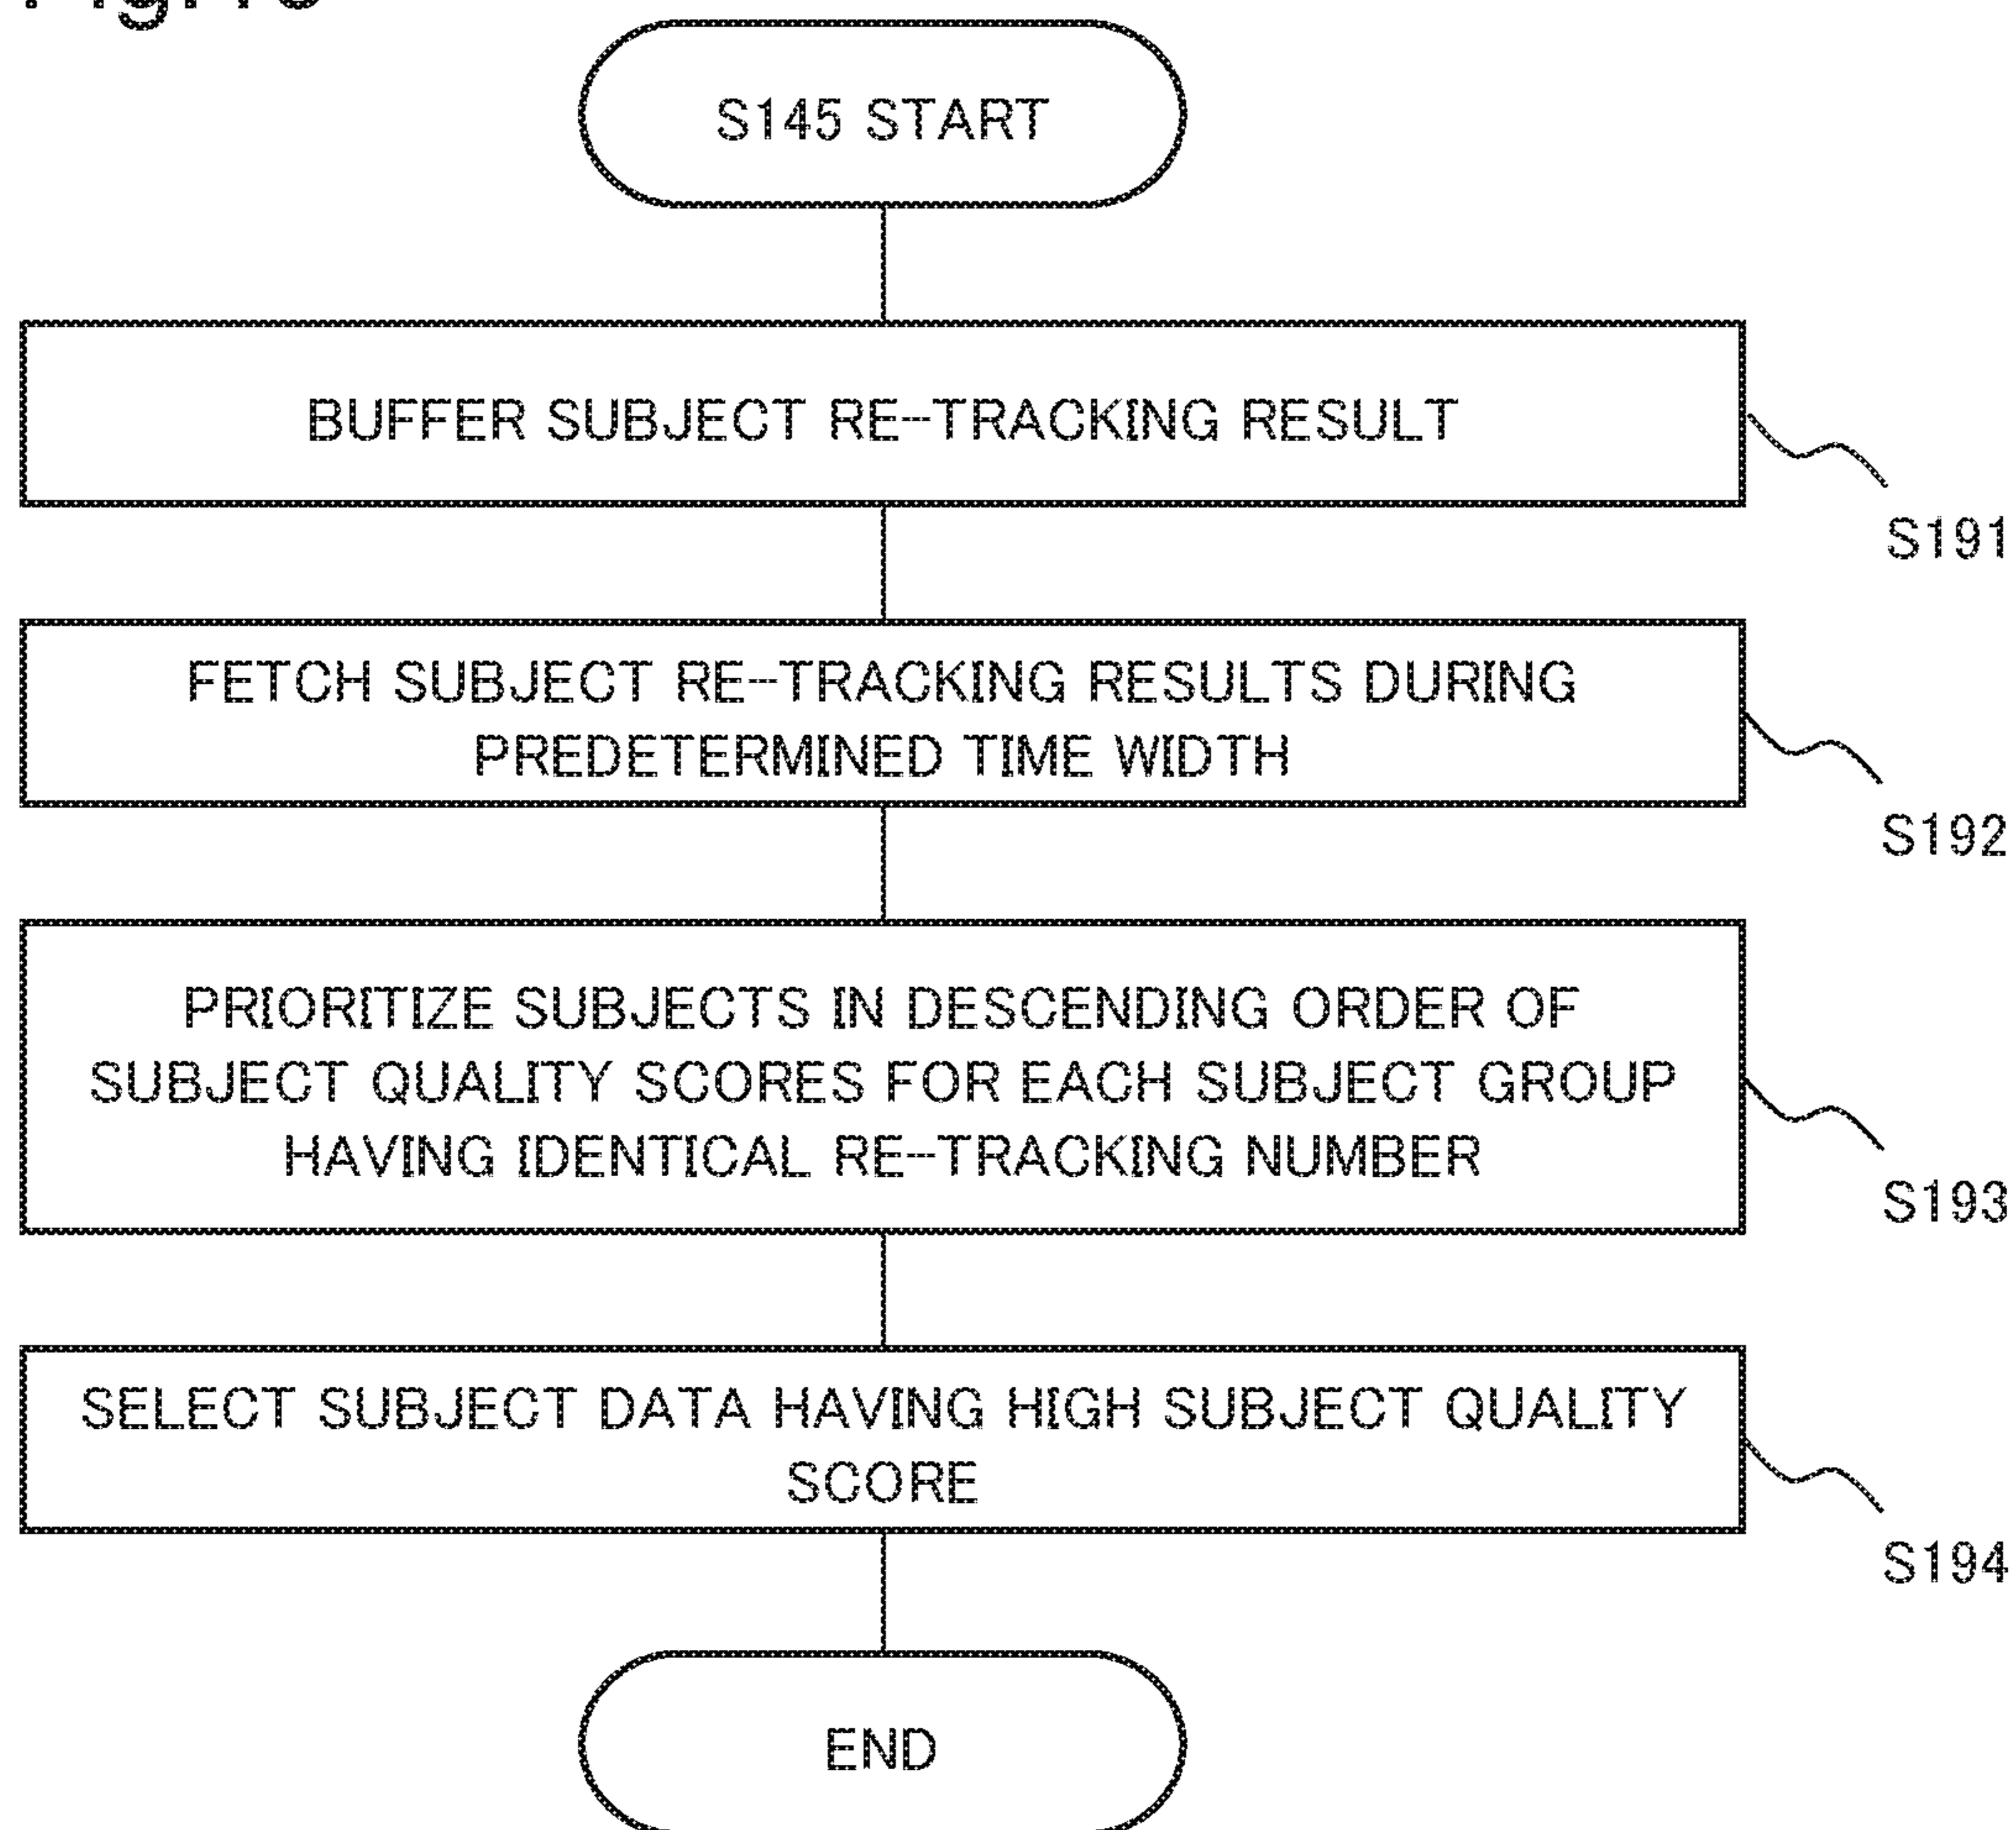 S145 START
BUFFER SUBJECT RE-TRACKING RESULT
S191
FETCH SUBJECT RE-TRACKING RESULTS DURING
PREDETERMINED TIME WIDTH
S192
PRIORITIZE SUBJECTS IN DESCENDING ORDER OF
SUBJECT QUALITY SCORES FOR EACH SUBJECT GROUP
HAVING IDENTICAL RE-TRACKING NUMBER
S193
SELECT SUBJECT DATA HAVING HIGH SUBJECT QUALITY
SCORE
S194
END